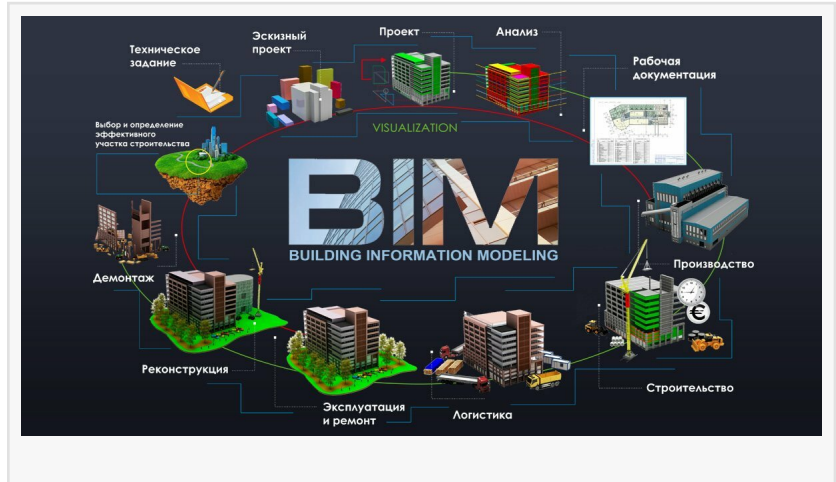 Техническое
задание
Эскизный
проект
Проект
Анализ
Рабочая
документация
Выбор и определение
эффективного
участка строительства
VISUALIZATION
BIM
BUILDING INFORMATION MODELING
Демонтаж
Производство
€
Реконструкция
Строительство
Эксплуатация
и ремонт
Логистика